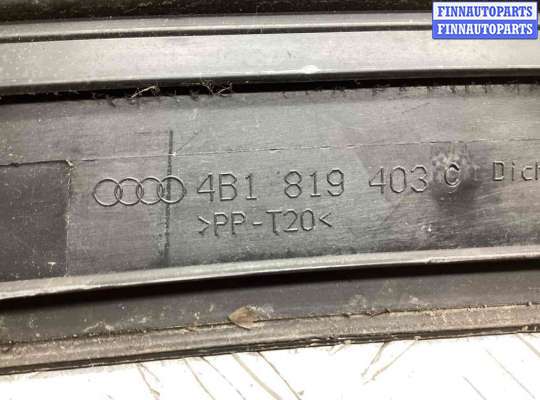 FINNAUTOPARTS
FINNAUTOPARTS
4B1 819 403 C
>PP-T20<